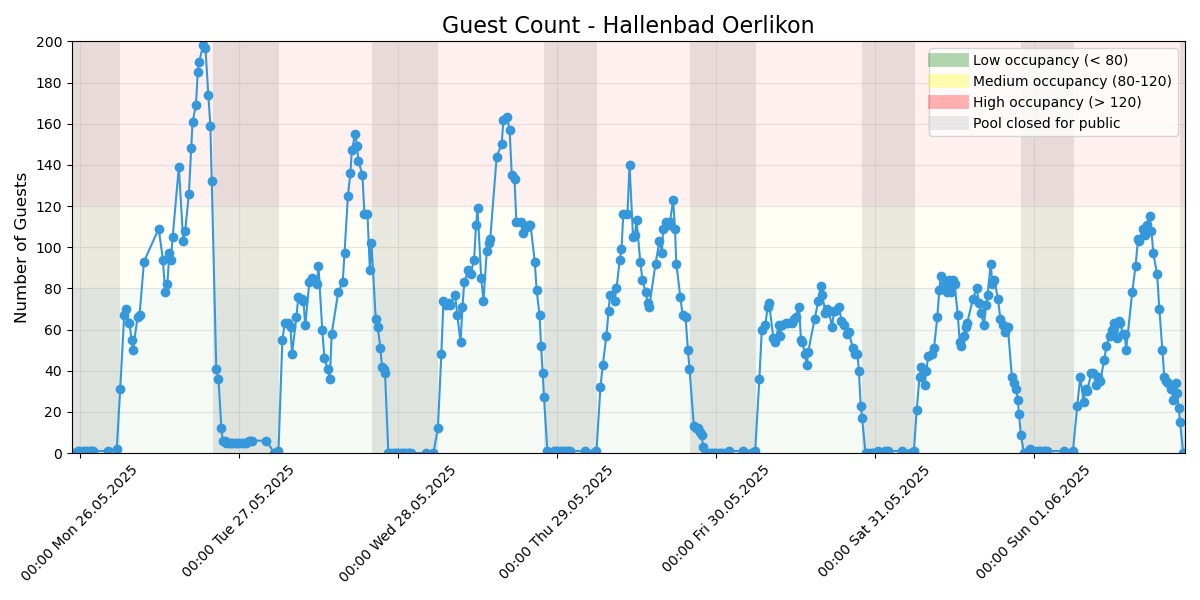 Guest Count - Hallenbad Oerlikon
Number of Guests
200
180
160
140
120
100
80
60
40
20
0
Low occupancy (< 80)
Medium occupancy (80-120)
High occupancy (> 120)
Pool closed for public
00:00 Mon 26.05.2025
00:00 Tue 27.05.2025
00:00 Wed 28.05.2025
00:00 Thu 29.05.2025
00:00 Fri 30.05.2025
00:00 Sat 31.05.2025
00:00 Sun 01.06.2025